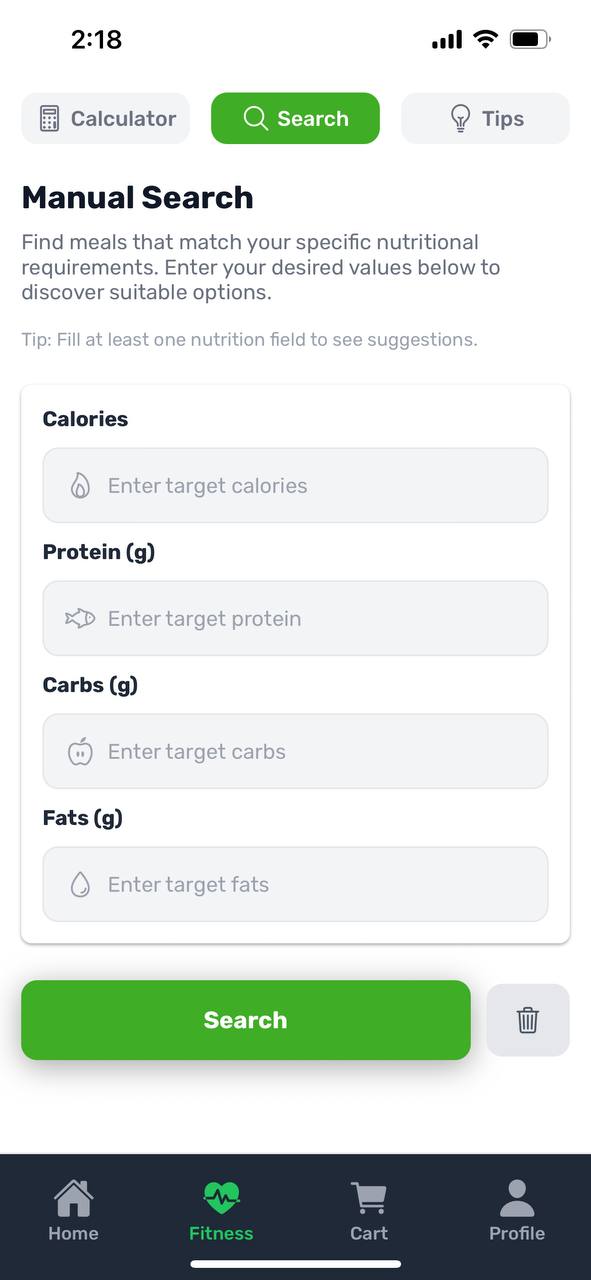 2:18
Calculator
Search
Tips
Manual Search
Find meals that match your specific nutritional
requirements. Enter your desired values below to
discover suitable options.
Tip: Fill at least one nutrition field to see suggestions.
Calories
Enter target calories
Protein (g)
Enter target protein
Carbs (g)
Enter target carbs
Fats (g)
Enter target fats
Search
Home
Fitness
Cart
Profile